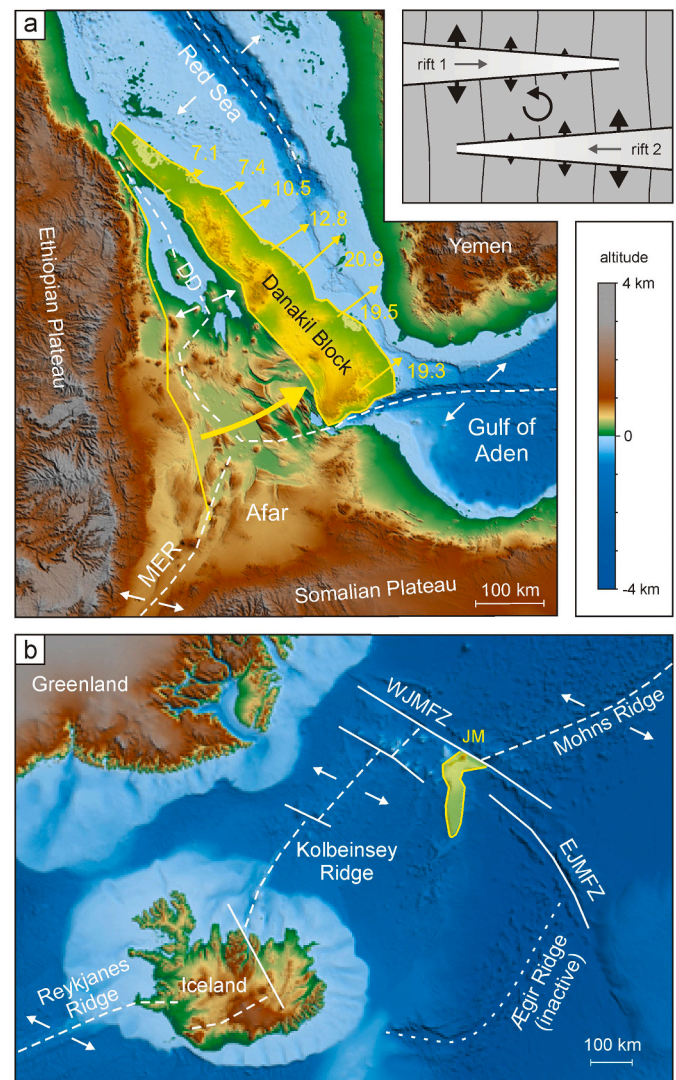 a
Red Sea
rift 1
rift 2
7.1
7.4
10.5
12.8
20.9
19.5
19.3
Ethiopian Plateau
DD
Danakil Block
Yemen
Gulf of
Aden
Afar
MER
Somalian Plateau
100 km
altitude
4 km
0
-4 km
b
Greenland
WJMFZ
JM
Mohns Ridge
Kolbeinsey
Ridge
EJMFZ
Reykjanes
Ridge
Iceland
Ægir Ridge
(inactive)
100 km